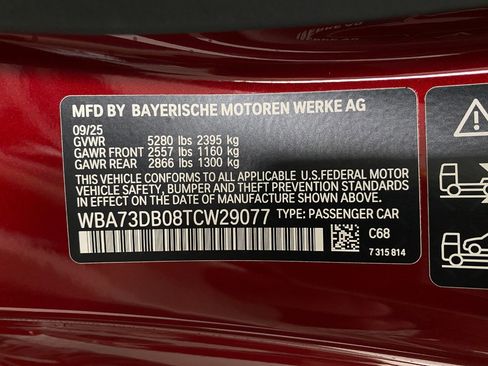 MFD BY BAYERISCHE MOTOREN WERKE AG
09/25
GVWR 5280 lbs 2395 kg
GAWR FRONT 2557 lbs 1160 kg
GAWR REAR 2866 lbs 1300 kg
THIS VEHICLE CONFORMS TO ALL APPLICABLE U.S.FEDERAL MOTOR
VEHICLE SAFETY, BUMPER, AND THEFT PREVENTION STANDARDS
IN EFFECT ON THE DATE OF MANUFACTURE SHOWN ABOVE.
WBA73DB08TCW29077 TYPE: PASSENGER CAR
C68
7 315 814